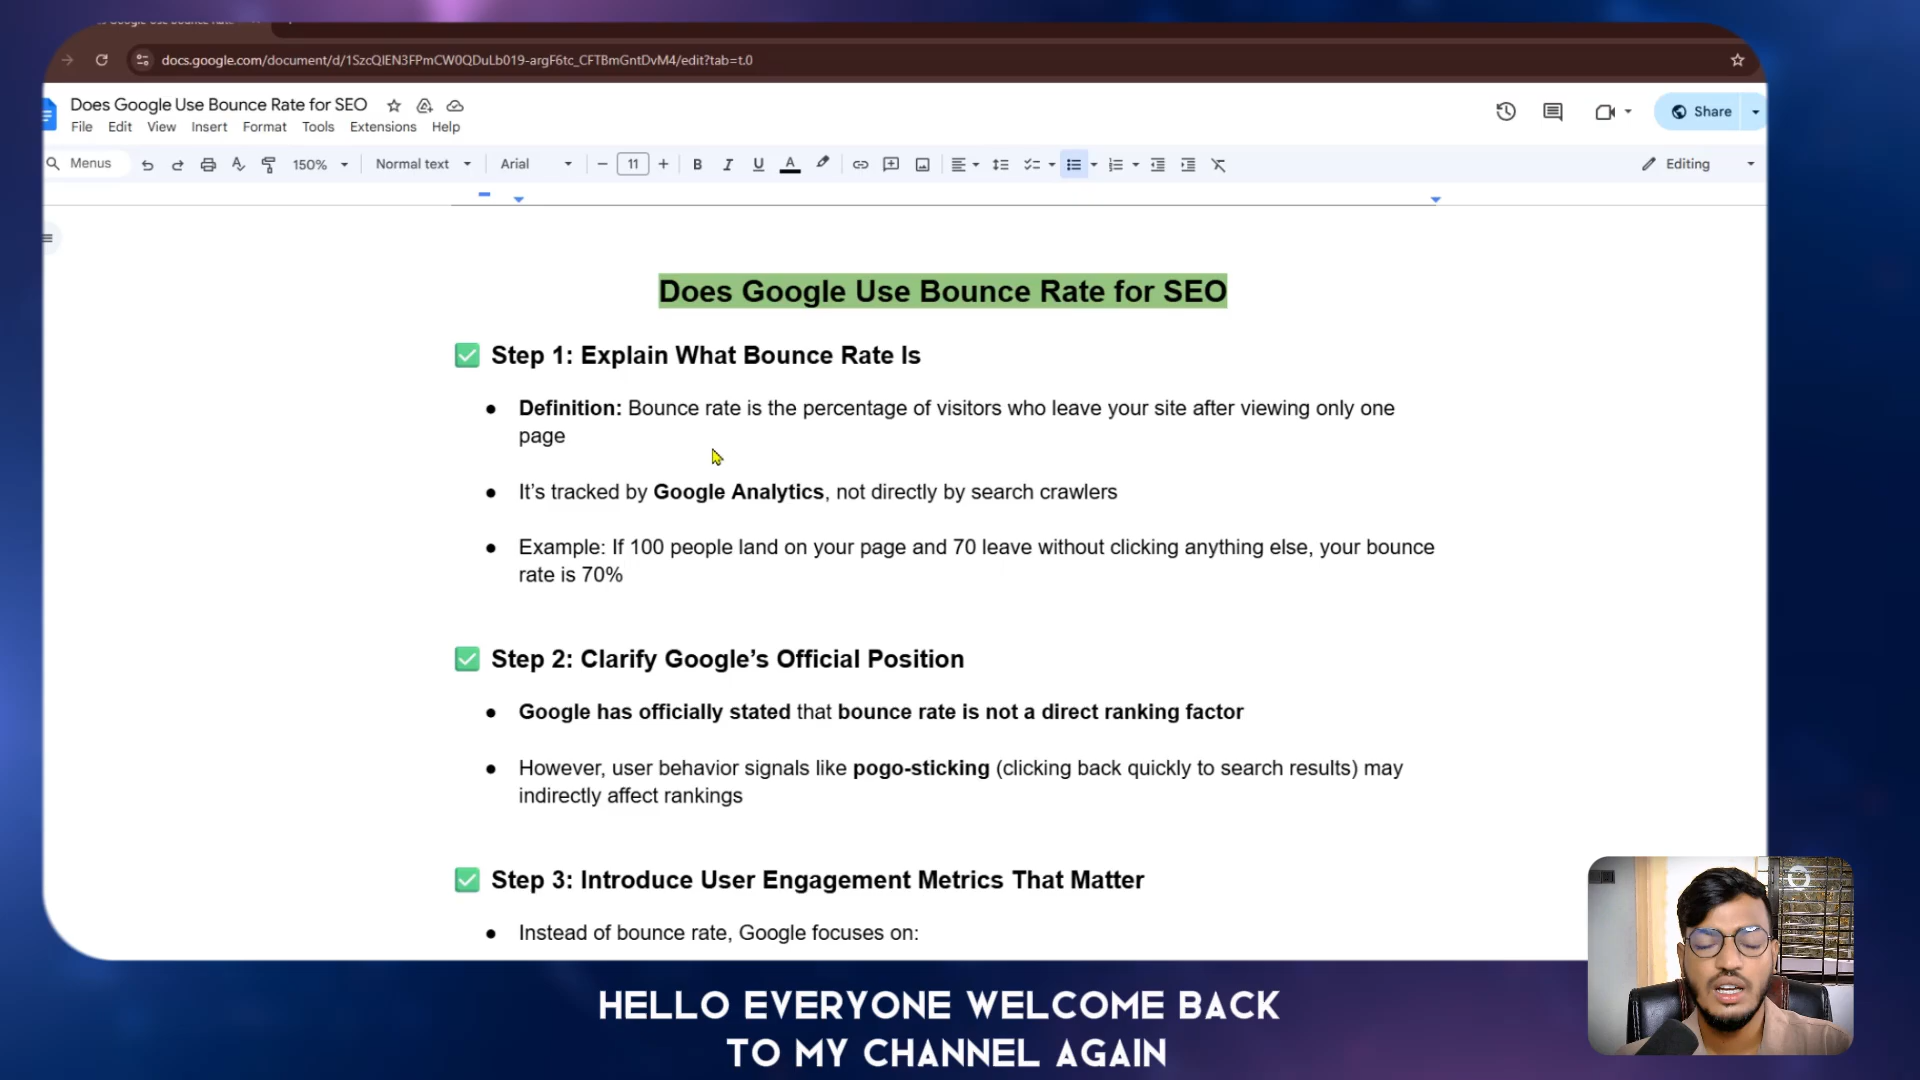 docs.google.com/document/d/1SzcQIEN3FPmCW0QDuLb019-argF6tc_CFTBmGntDvM4/edit?tab=t.0
Does Google Use Bounce Rate for SEO
File Edit View Insert Format Tools Extensions Help
Share
Menus 150% Normal text Arial 11 B I U A Editing
Does Google Use Bounce Rate for SEO
Step 1: Explain What Bounce Rate Is
● Definition: Bounce rate is the percentage of visitors who leave your site after viewing only one
page
● It’s tracked by Google Analytics, not directly by search crawlers
● Example: If 100 people land on your page and 70 leave without clicking anything else, your bounce
rate is 70%
Step 2: Clarify Google’s Official Position
● Google has officially stated that bounce rate is not a direct ranking factor
● However, user behavior signals like pogo-sticking (clicking back quickly to search results) may
indirectly affect rankings
Step 3: Introduce User Engagement Metrics That Matter
● Instead of bounce rate, Google focuses on:
HELLO EVERYONE WELCOME BACK
TO MY CHANNEL AGAIN